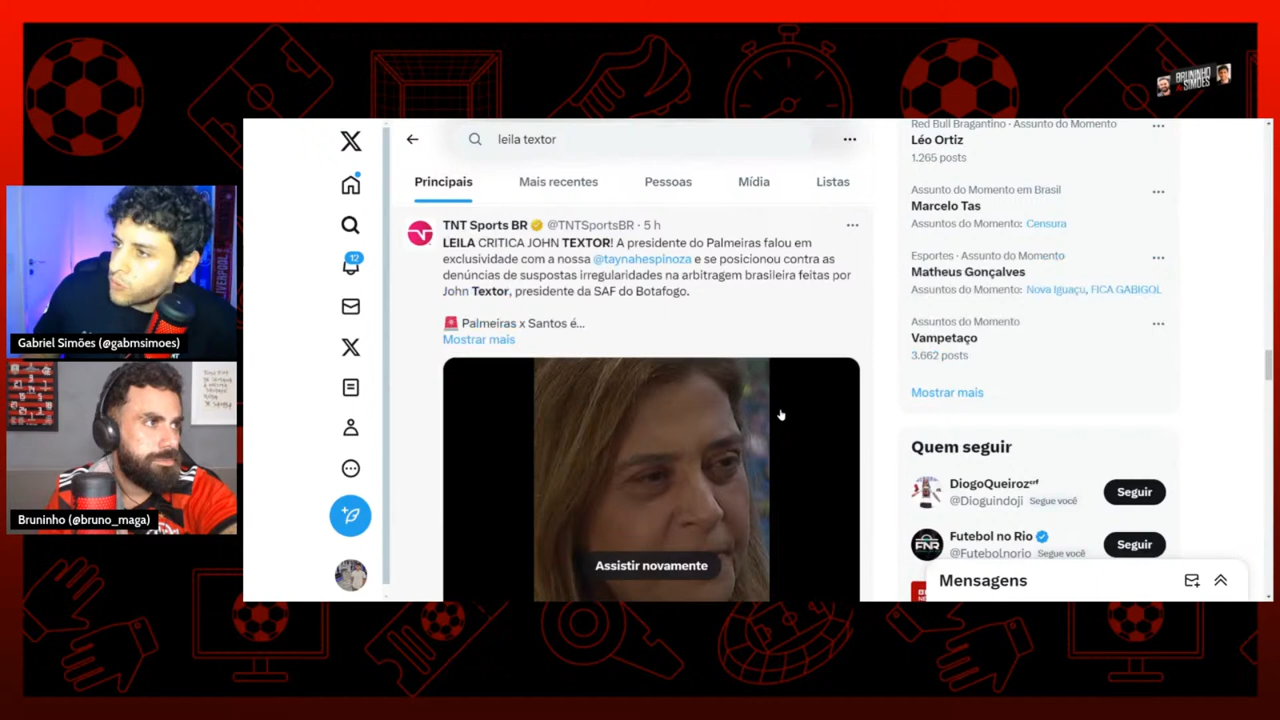 BRUNINHO
SIMÕES
leila textor
Principais
Mais recentes
Pessoas
Mídia
Listas
TNT Sports BR @TNTSportsBR · 5 h
LEILA CRITICA JOHN TEXTOR! A presidente do Palmeiras falou em
exclusividade com a nossa @taynahespinoza e se posicionou contra as
denúncias de suspostas irregularidades na arbitragem brasileira feitas por
John Textor, presidente da SAF do Botafogo.
Palmeiras x Santos é...
Mostrar mais
Assistir novamente
12
Red Bull Bragantino · Assunto do Momento
Léo Ortiz
1.265 posts
Assunto do Momento em Brasil
Marcelo Tas
Assuntos do Momento: Censura
Esportes · Assunto do Momento
Matheus Gonçalves
Assuntos do Momento: Nova Iguaçu, FICA GABIGOL
Assuntos do Momento
Vampetaço
3.662 posts
Mostrar mais
Quem seguir
DiogoQueirozᶜʳᶠ
@Dioguindoji Segue você
Seguir
Futebol no Rio
@Futebolnorio Segue você
Seguir
FNR
Mensagens
LIVERPOOL
Gabriel Simões (@gabmsimoes)
Bruninho (@bruno_maga)